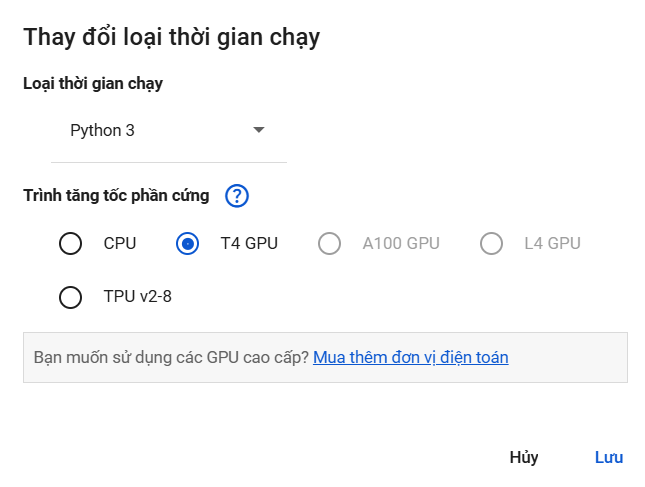 Thay đổi loại thời gian chạy
Loại thời gian chạy
Python 3
Trình tăng tốc phần cứng ?
CPU T4 GPU A100 GPU L4 GPU
TPU v2-8
Bạn muốn sử dụng các GPU cao cấp? Mua thêm đơn vị điện toán
Hủy Lưu